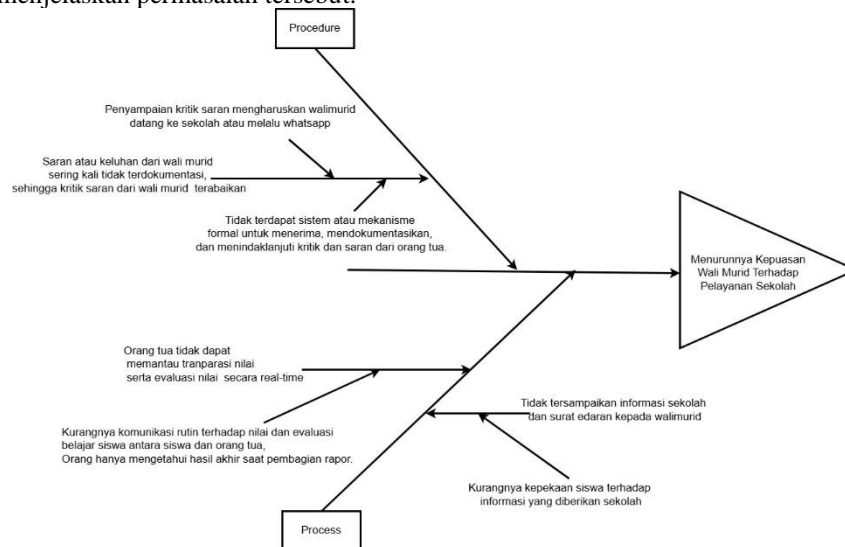 menjelaskan permasalan tersebut.
Procedure
Penyampaian kritik saran mengharuskan walimurid
datang ke sekolah atau melalu whatsapp
Saran atau keluhan dari wali murid
sering kali tidak terdokumentasi,
sehingga kritik saran dari wali murid terabaikan
Tidak terdapat sistem atau mekanisme
formal untuk menerima, mendokumentasikan,
dan menindaklanjuti kritik dan saran dari orang tua.
Menurunnya Kepuasan
Wali Murid Terhadap
Pelayanan Sekolah
Orang tua tidak dapat
memantau tranparasi nilai
serta evaluasi nilai secara real-time
Tidak tersampaikan informasi sekolah
dan surat edaran kepada walimurid
Kurangnya komunikasi rutin terhadap nilai dan evaluasi
belajar siswa antara siswa dan orang tua,
Orang hanya mengetahui hasil akhir saat pembagian rapor.
Kurangnya kepekaan siswa terhadap
informasi yang diberikan sekolah
Process